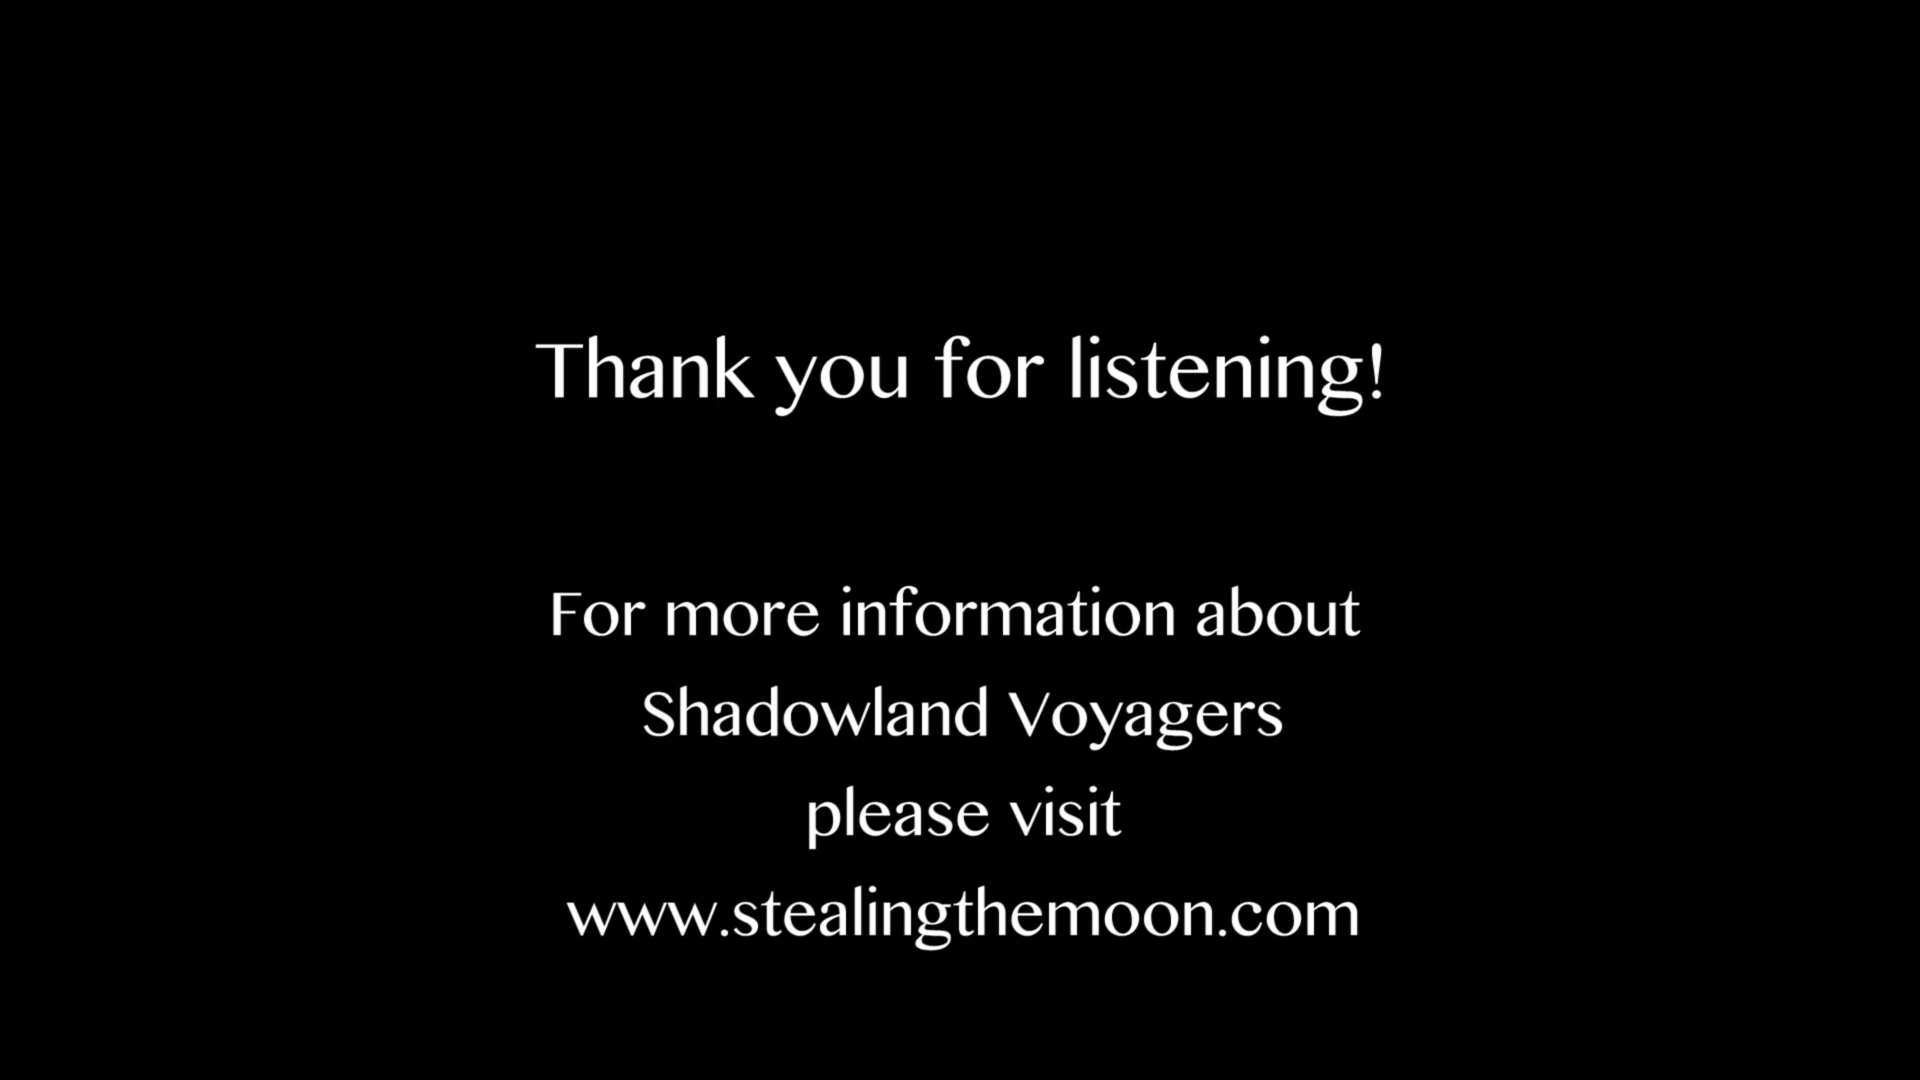 Thank you for listening!
For more information about
Shadowland Voyagers
please visit
www.stealingthemoon.com